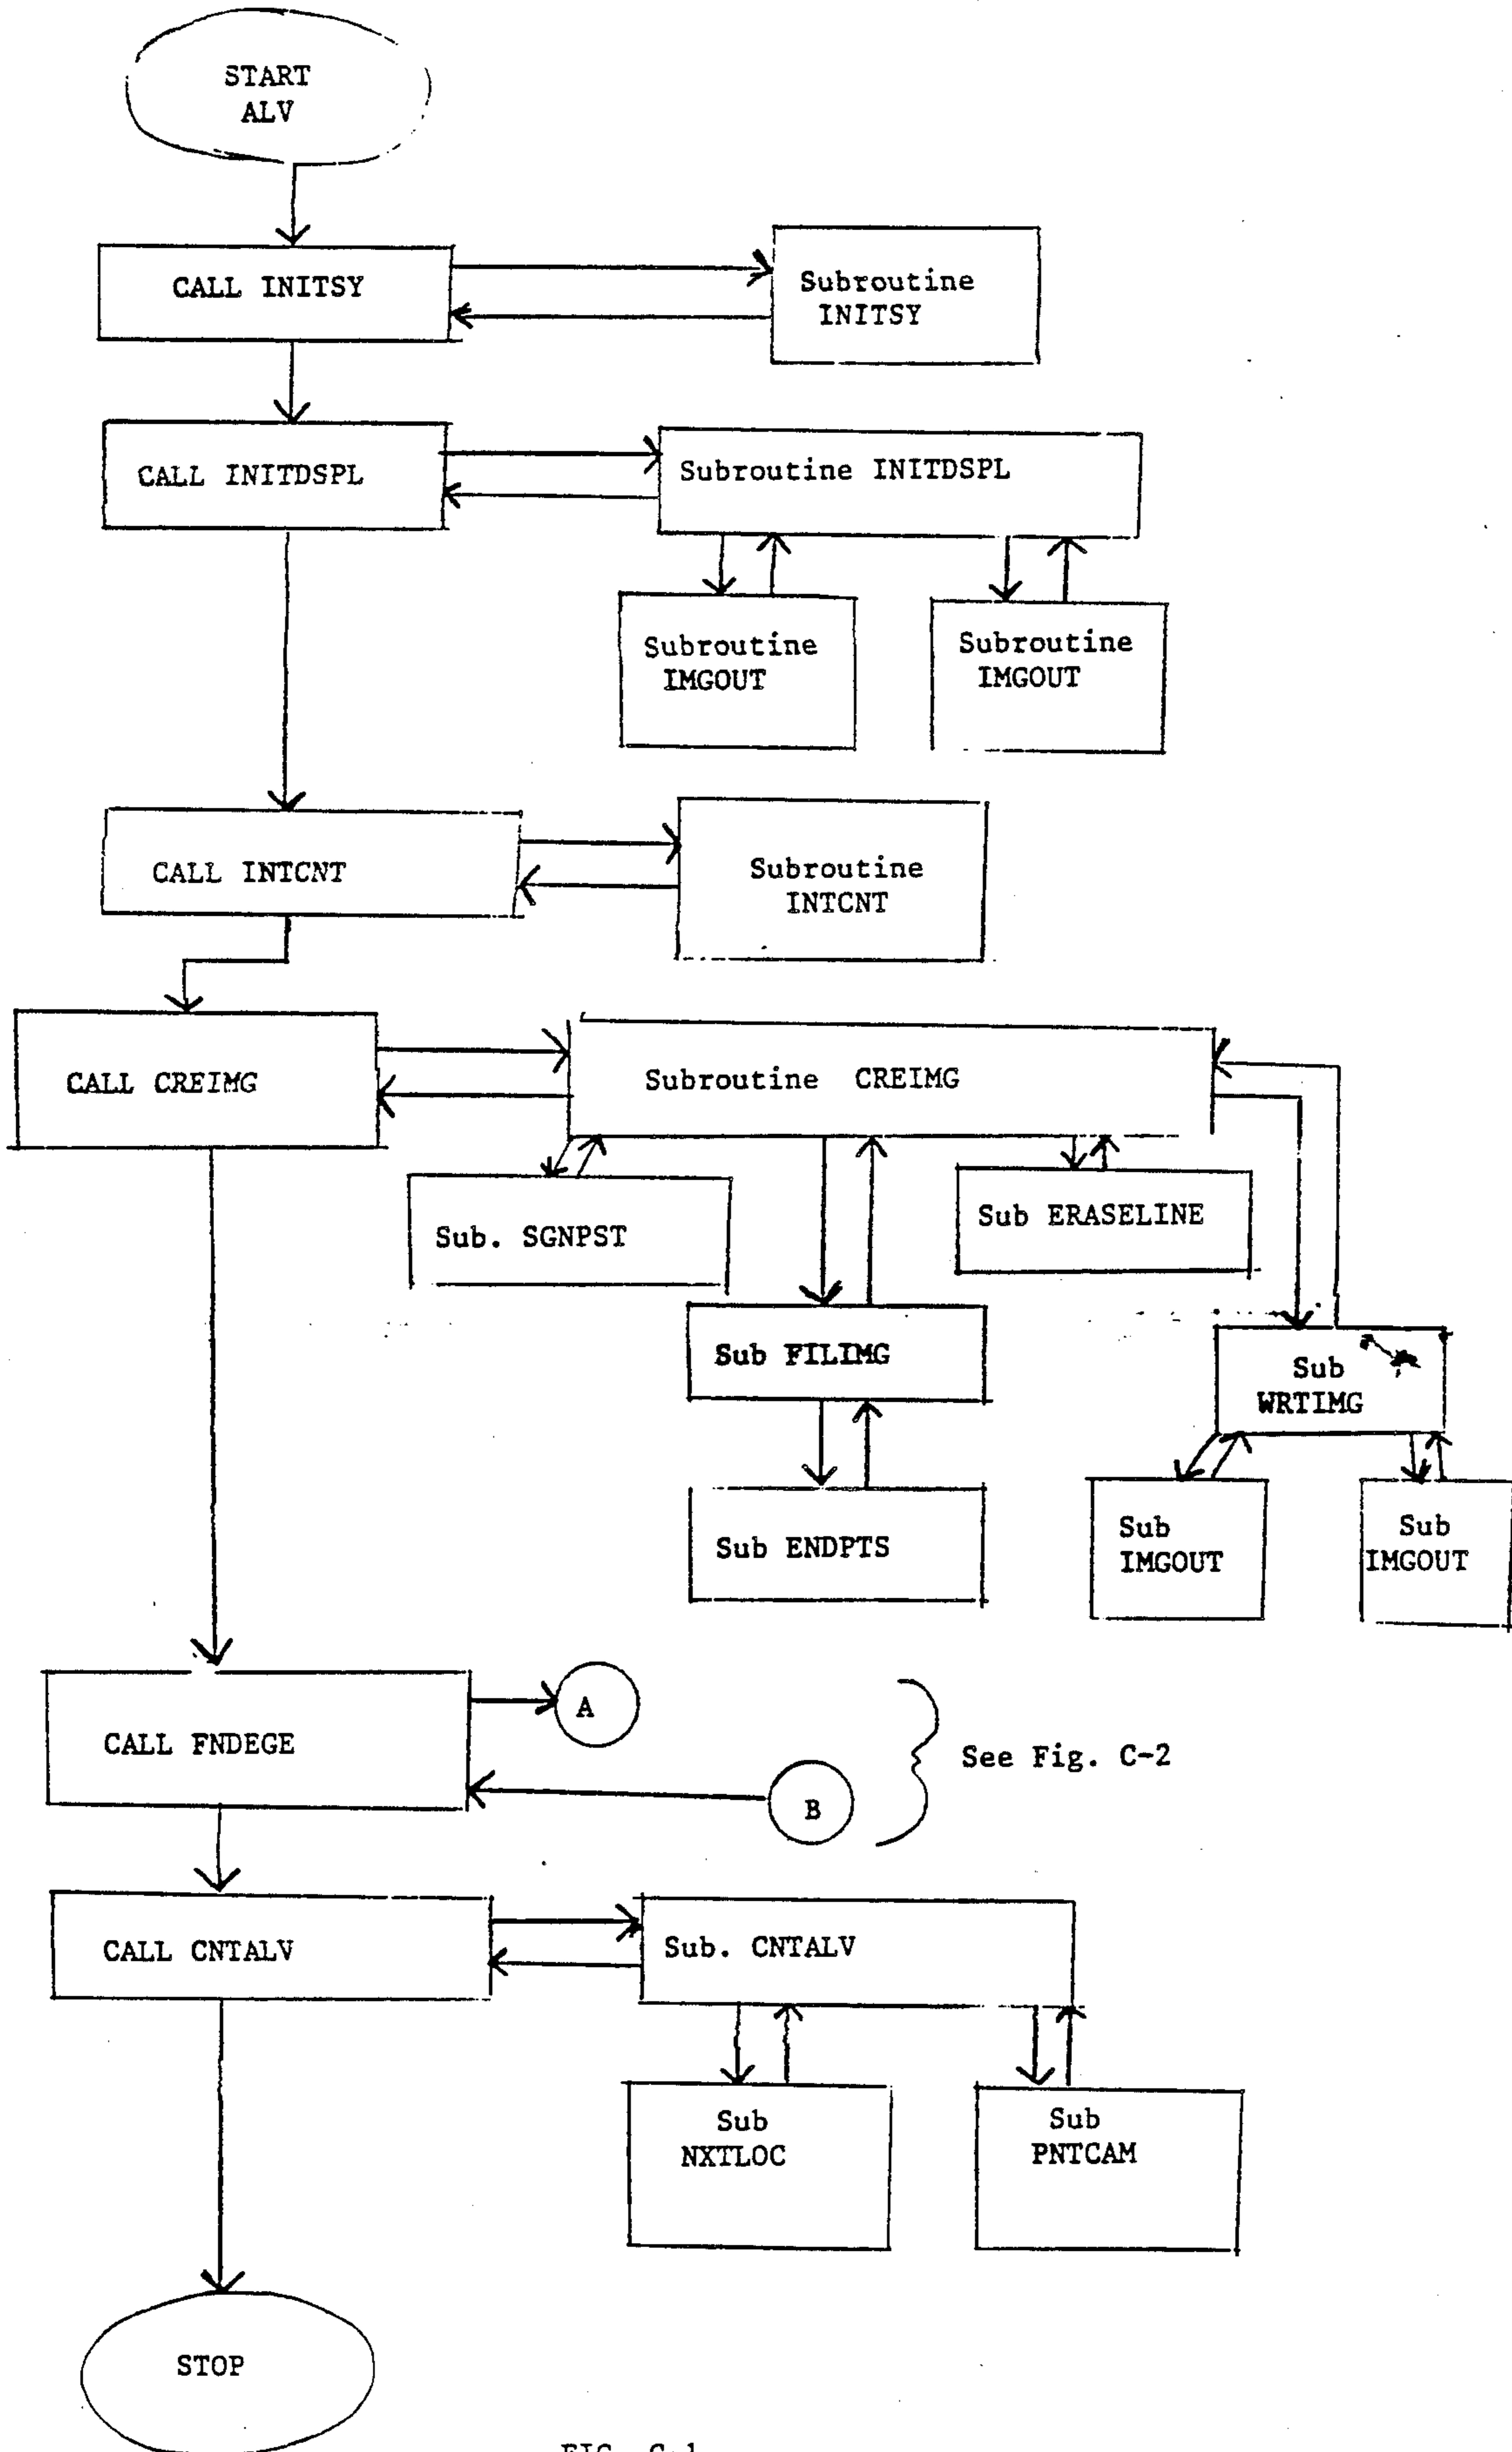 START
ALV
CALL INITSY
Subroutine
INITSY
CALL INITDSPL
Subroutine INITDSPL
Subroutine
IMGOUT
Subroutine
IMGOUT
CALL INTCNT
Subroutine
INTCNT
CALL CREIMG
Subroutine CREIMG
Sub. SGNPST
Sub ERASELINE
Sub FILIMG
Sub
WRTIMG
Sub ENDPTS
Sub
IMGOUT
Sub
IMGOUT
CALL FNDEGE
A
B
See Fig. C-2
CALL CNTALV
Sub. CNTALV
Sub
NXTLOC
Sub
PNTCAM
STOP
FIG. C-1